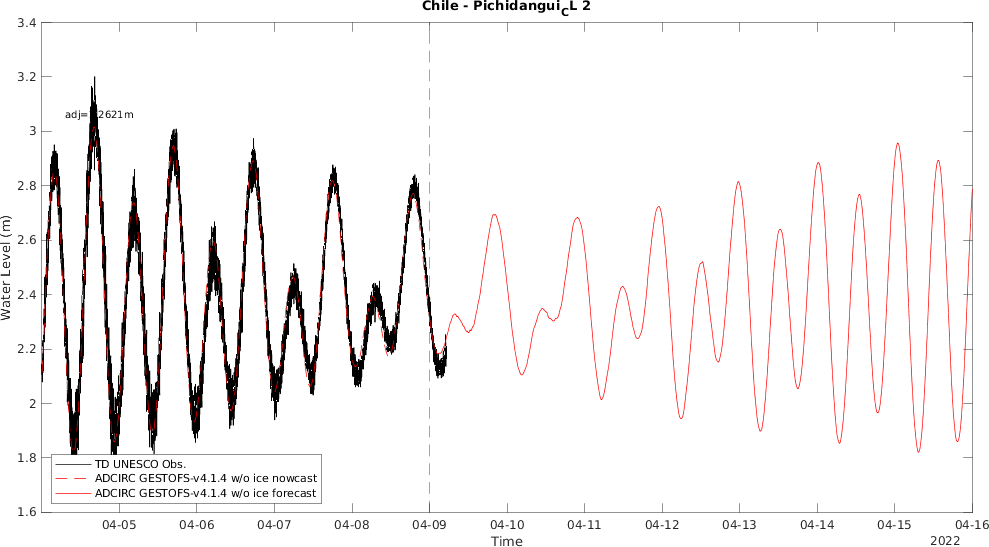 Chile - Pichidangui_CL 2
3.4
3.2
3
2.8
2.6
2.4
2.2
2
1.8
1.6
Water Level (m)
adj= 2621m
TD UNESCO Obs.
ADCIRC GESTOFS-v4.1.4 w/o ice nowcast
ADCIRC GESTOFS-v4.1.4 w/o ice forecast
04-05 04-06 04-07 04-08 04-09 04-10 04-11 04-12 04-13 04-14 04-15 04-16
Time
2022